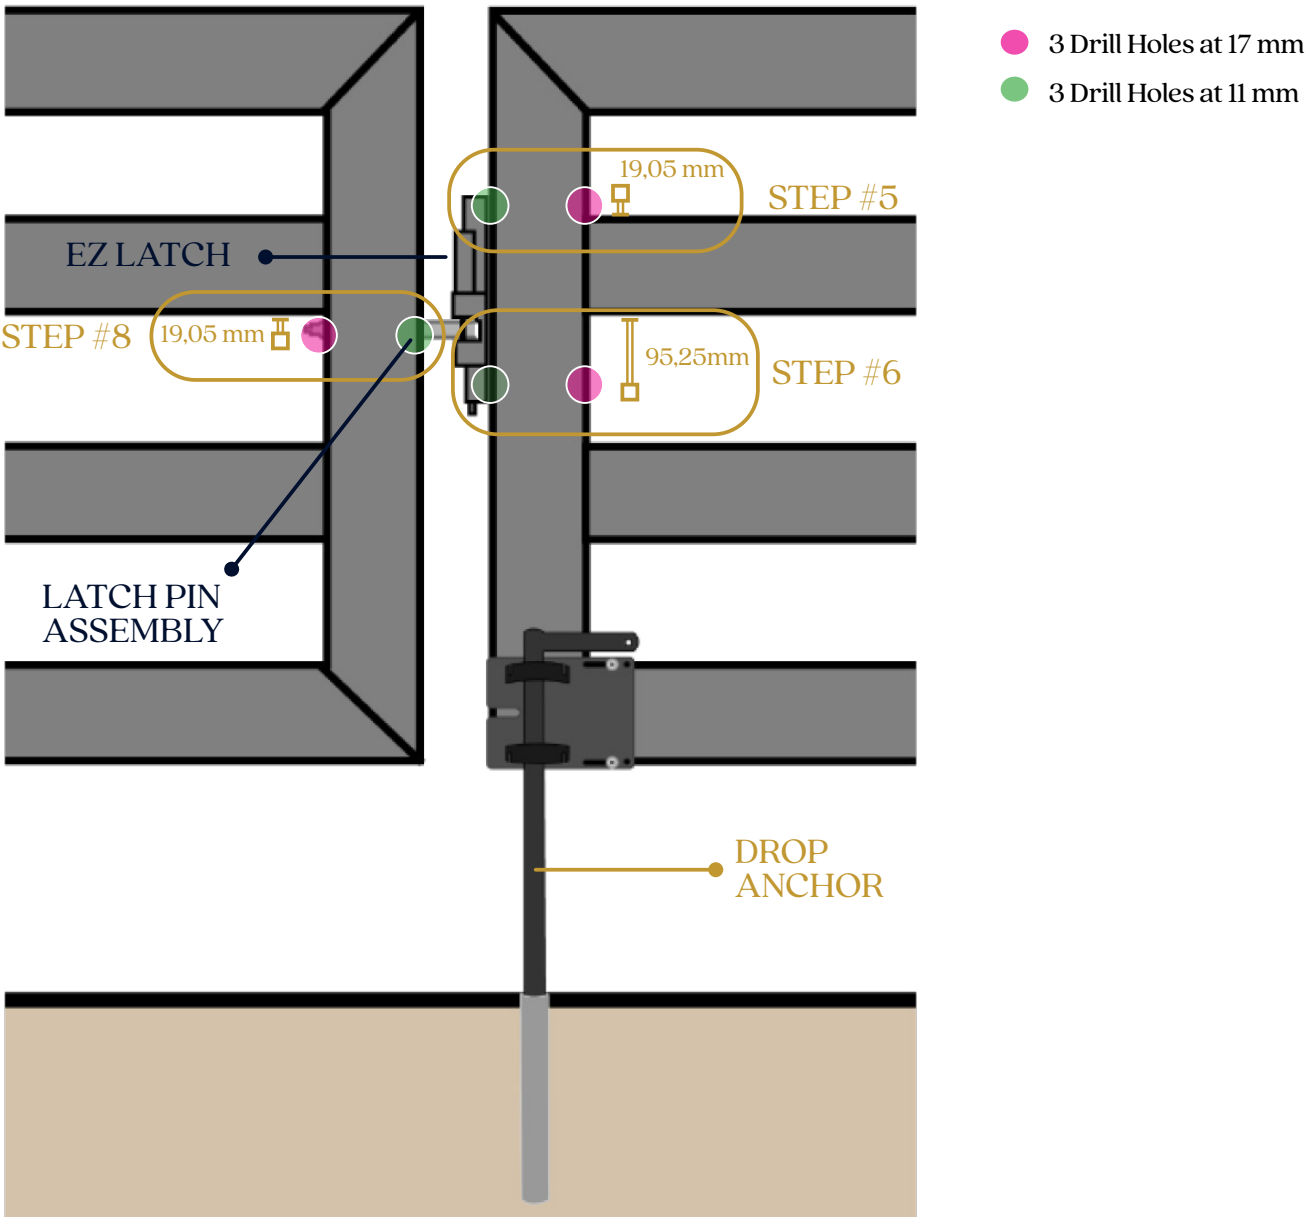 3 Drill Holes at 17 mm
3 Drill Holes at 11 mm
19,05 mm
STEP #5
EZ LATCH
STEP #8
19,05 mm
95,25mm
STEP #6
LATCH PIN
ASSEMBLY
DROP
ANCHOR